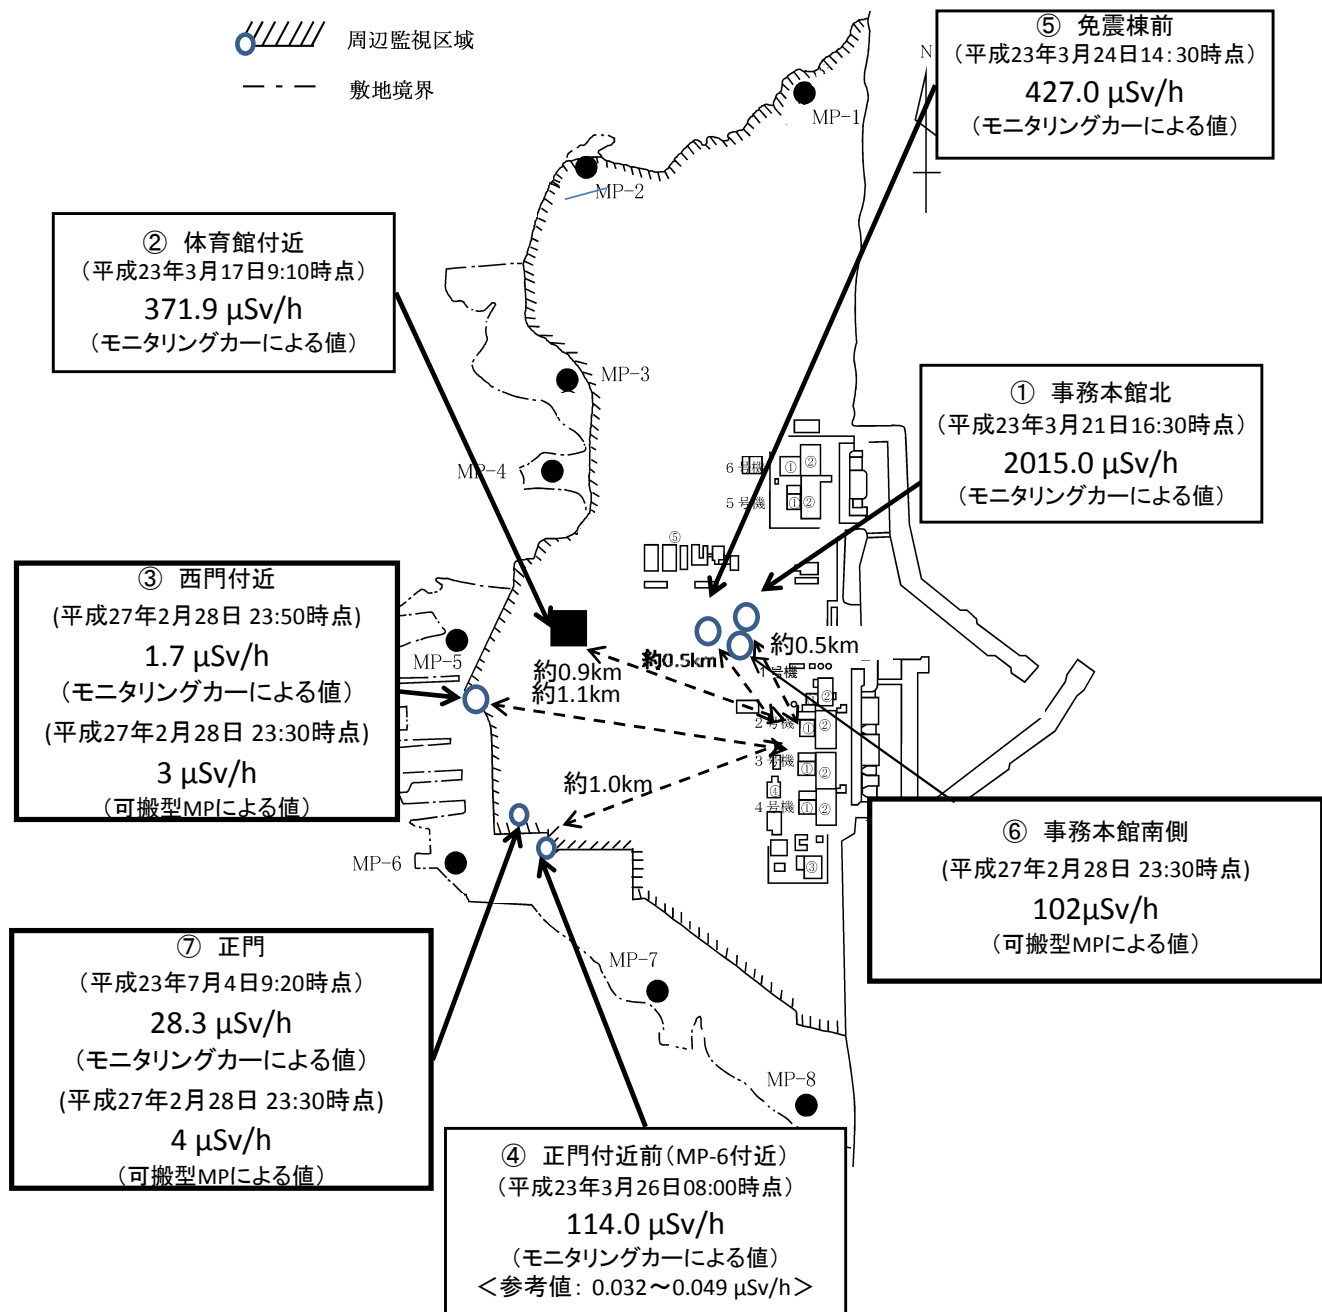 周辺監視区域
敷地境界
⑤ 免震棟前
(平成23年3月24日14:30時点)
427.0 μSv/h
(モニタリングカーによる値)
N
MP-1
MP-2
② 体育館付近
(平成23年3月17日9:10時点)
371.9 μSv/h
(モニタリングカーによる値)
MP-3
① 事務本館北
(平成23年3月21日16:30時点)
2015.0 μSv/h
(モニタリングカーによる値)
MP-4
6号機
① ②
5号機
① ②
⑤
③ 西門付近
(平成27年2月28日 23:50時点)
1.7 μSv/h
(モニタリングカーによる値)
(平成27年2月28日 23:30時点)
3 μSv/h
(可搬型MPによる値)
MP-5
約0.9km
約1.1km
約0.5km
約0.5km
1号機
②
2号機
① ②
3号機
① ②
④
4号機
① ②
③
約1.0km
MP-6
⑥ 事務本館南側
(平成27年2月28日 23:30時点)
102μSv/h
(可搬型MPによる値)
⑦ 正門
(平成23年7月4日9:20時点)
28.3 μSv/h
(モニタリングカーによる値)
(平成27年2月28日 23:30時点)
4 μSv/h
(可搬型MPによる値)
MP-7
MP-8
④ 正門付近前(MP-6付近)
(平成23年3月26日08:00時点)
114.0 μSv/h
(モニタリングカーによる値)
<参考値: 0.032~0.049 μSv/h>